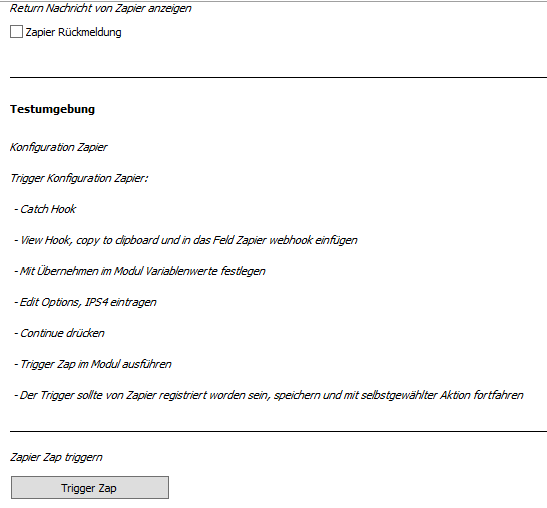 Return Nachricht von Zapier anzeigen
Zapier Rückmeldung
Testumgebung
Konfiguration Zapier
Trigger Konfiguration Zapier:
- Catch Hook
- View Hook, copy to clipboard und in das Feld Zapier webhook einfügen
- Mit Übernehmen im Modul Variablenwerte festlegen
- Edit Options, IPS4 eintragen
- Continue drücken
- Trigger Zap im Modul ausführen
- Der Trigger sollte von Zapier registriert worden sein, speichern und mit selbstgewählter Aktion fortfahren
Zapier Zap triggern
Trigger Zap